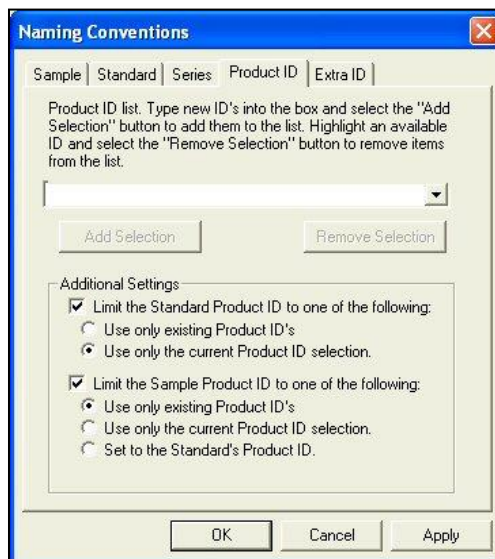 Naming Conventions
Sample Standard Series Product ID Extra ID
Product ID list. Type new ID's into the box and select the "Add
Selection" button to add them to the list. Highlight an available
ID and select the "Remove Selection" button to remove items
from the list.
Add Selection Remove Selection
Additional Settings
Limit the Standard Product ID to one of the following:
Use only existing Product ID's
Use only the current Product ID selection.
Limit the Sample Product ID to one of the following:
Use only existing Product ID's
Use only the current Product ID selection.
Set to the Standard's Product ID.
OK Cancel Apply